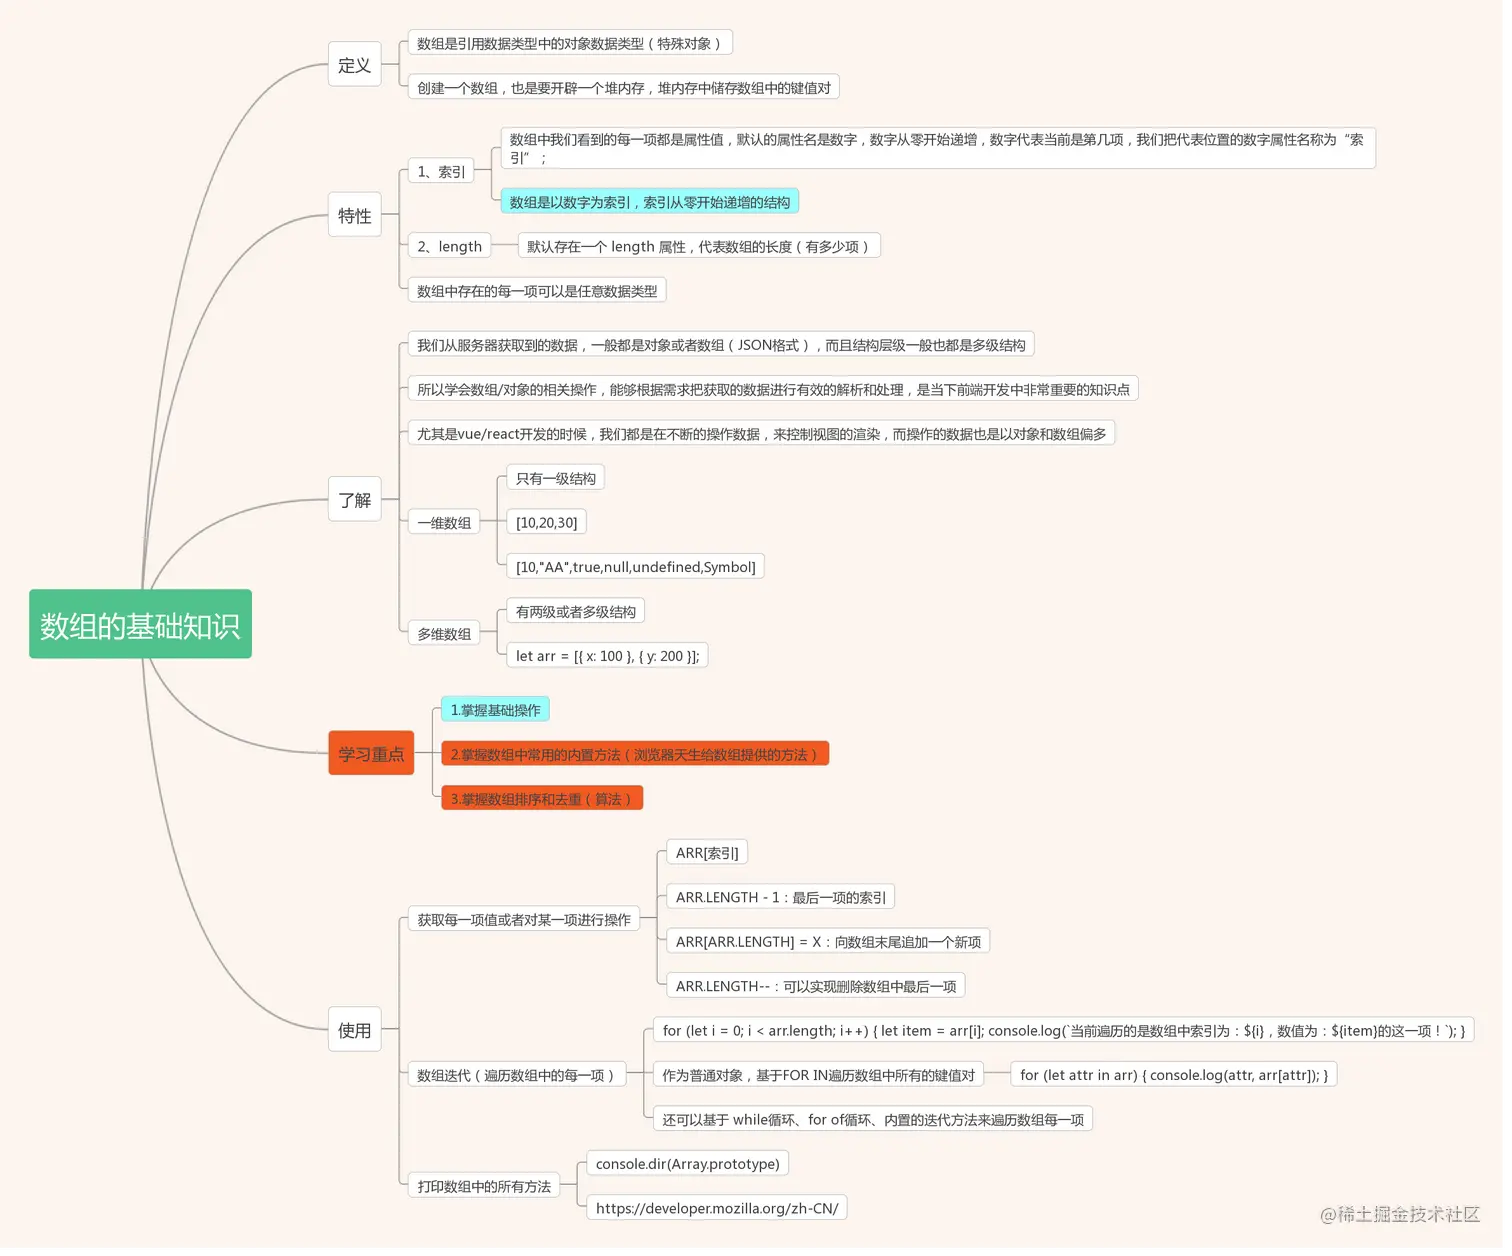 定义
数组是引用数据类型中的对象数据类型（特殊对象）
创建一个数组，也是要开辟一个堆内存，堆内存中储存数组中的键值对
特性
1、索引
数组中我们看到的每一项都是属性值，默认的属性名是数字，数字从零开始递增，数字代表当前是第几项，我们把代表位置的数字属性名称为“索
引”；
数组是以数字为索引，索引从零开始递增的结构
2、length
默认存在一个 length 属性，代表数组的长度（有多少项）
数组中存在的每一项可以是任意数据类型
了解
我们从服务器获取到的数据，一般都是对象或者数组（JSON格式），而且结构层级一般也都是多级结构
所以学会数组/对象的相关操作，能够根据需求把获取的数据进行有效的解析和处理，是当下前端开发中非常重要的知识点
尤其是vue/react开发的时候，我们都是在不断的操作数据，来控制视图的渲染，而操作的数据也是以对象和数组偏多
一维数组
只有一级结构
[10,20,30]
[10,"AA",true,null,undefined,Symbol]
多维数组
有两级或者多级结构
let arr = [{ x: 100 }, { y: 200 }];
数组的基础知识
学习重点
1.掌握基础操作
2.掌握数组中常用的内置方法（浏览器天生给数组提供的方法）
3.掌握数组排序和去重（算法）
使用
获取每一项值或者对某一项进行操作
ARR[索引]
ARR.LENGTH - 1：最后一项的索引
ARR[ARR.LENGTH] = X：向数组末尾追加一个新项
ARR.LENGTH--：可以实现删除数组中最后一项
数组迭代（遍历数组中的每一项）
for (let i = 0; i < arr.length; i++) { let item = arr[i]; console.log(`当前遍历的是数组中索引为：${i}，数值为：${item}的这一项！`); }
作为普通对象，基于FOR IN遍历数组中所有的键值对
for (let attr in arr) { console.log(attr, arr[attr]); }
还可以基于 while循环、for of循环、内置的迭代方法来遍历数组每一项
打印数组中的所有方法
console.dir(Array.prototype)
https://developer.mozilla.org/zh-CN/
@稀土掘金技术社区